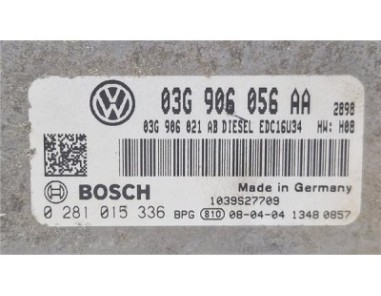 03G 906 056 AA 2898
03G 906 021 AB DIESEL EDC16U34 HW: H08
BOSCH Made in Germany
1039S27709
0 281 015 336 BPG 810 08-04-04 1348 0857